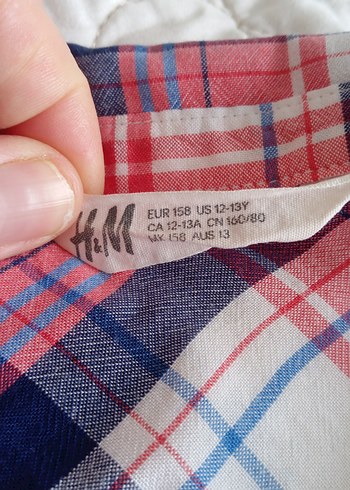 H&M
EUR 158 US 12-13Y
CA 12-13A CN 160/80
MX 158 AUS 13